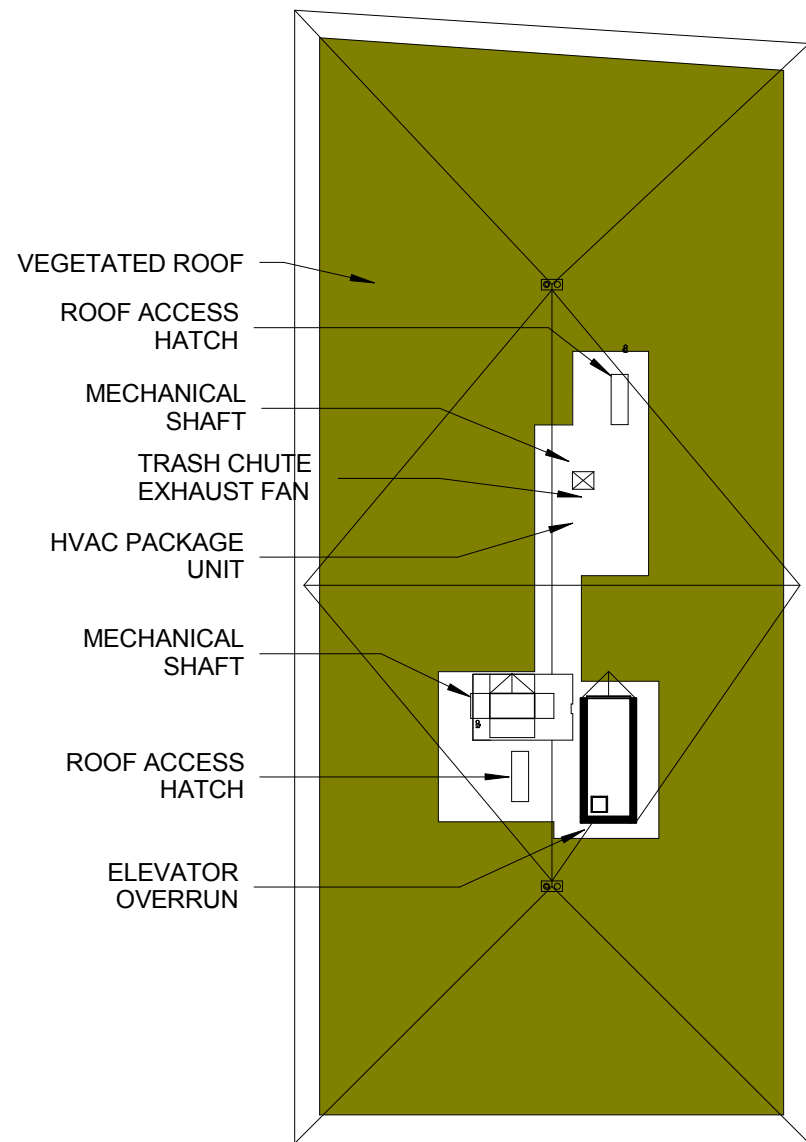 VEGETATED ROOF
ROOF ACCESS
HATCH
MECHANICAL
SHAFT
TRASH CHUTE
EXHAUST FAN
HVAC PACKAGE
UNIT
MECHANICAL
SHAFT
ROOF ACCESS
HATCH
ELEVATOR
OVERRUN